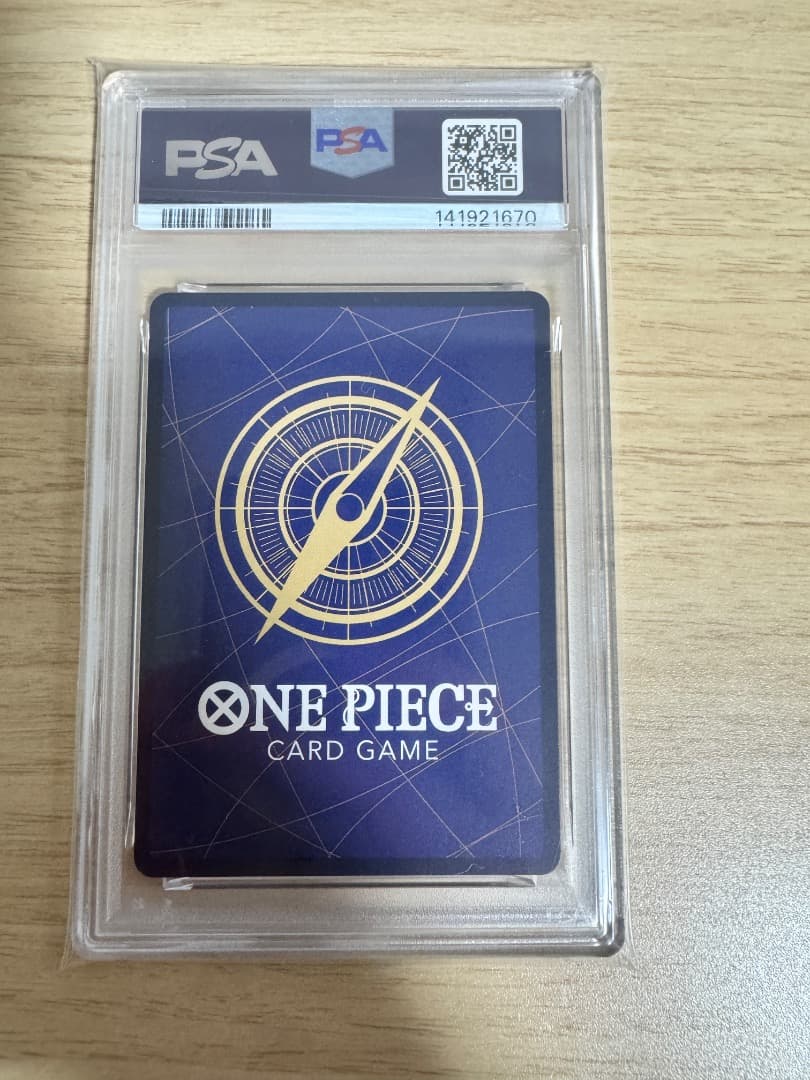 PSA
PSA
141921670
ONE PIECE
CARD GAME